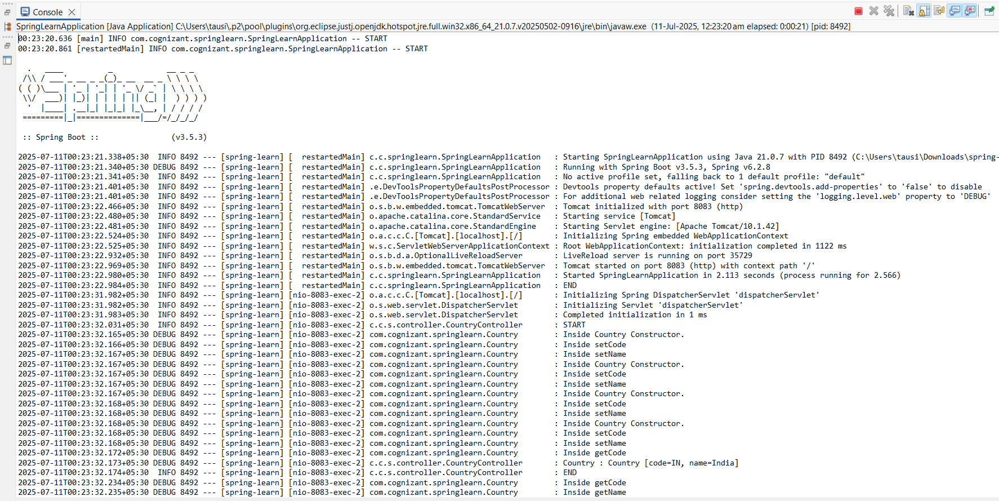 Console
SpringLearnApplication [Java Application] C:\Users\tausi\.p2\pool\plugins\org.eclipse.justj.openjdk.hotspot.jre.full.win32.x86_64_21.0.7.v20250502-0916\jre\bin\javaw.exe  (11-Jul-2025, 12:23:20 am elapsed: 0:00:21) [pid: 8492]
00:23:20.636 [main] INFO com.cognizant.springlearn.SpringLearnApplication -- START
00:23:20.861 [restartedMain] INFO com.cognizant.springlearn.SpringLearnApplication -- START

  .   ____          _            __ _ _
 /\\ / ___'_ __ _ _(_)_ __  __ _ \ \ \ \
( ( )\___ | '_ | '_| | '_ \/ _` | \ \ \ \
 \\/  ___)| |_)| | | | | || (_| |  ) ) ) )
  '  |____| .__|_| |_|_| |_\__, | / / / /
 =========|_|==============|___/=/_/_/_/

 :: Spring Boot ::                (v3.5.3)

2025-07-11T00:23:21.338+05:30  INFO 8492 --- [spring-learn] [  restartedMain] c.c.springlearn.SpringLearnApplication   : Starting SpringLearnApplication using Java 21.0.7 with PID 8492 (C:\Users\tausi\Downloads\spring-
2025-07-11T00:23:21.340+05:30 DEBUG 8492 --- [spring-learn] [  restartedMain] c.c.springlearn.SpringLearnApplication   : Running with Spring Boot v3.5.3, Spring v6.2.8
2025-07-11T00:23:21.341+05:30  INFO 8492 --- [spring-learn] [  restartedMain] c.c.springlearn.SpringLearnApplication   : No active profile set, falling back to 1 default profile: "default"
2025-07-11T00:23:21.401+05:30  INFO 8492 --- [spring-learn] [  restartedMain] .e.DevToolsPropertyDefaultsPostProcessor : Devtools property defaults active! Set 'spring.devtools.add-properties' to 'false' to disable
2025-07-11T00:23:21.401+05:30  INFO 8492 --- [spring-learn] [  restartedMain] .e.DevToolsPropertyDefaultsPostProcessor : For additional web related logging consider setting the 'logging.level.web' property to 'DEBUG'
2025-07-11T00:23:22.466+05:30  INFO 8492 --- [spring-learn] [  restartedMain] o.s.b.w.embedded.tomcat.TomcatWebServer  : Tomcat initialized with port 8083 (http)
2025-07-11T00:23:22.480+05:30  INFO 8492 --- [spring-learn] [  restartedMain] o.apache.catalina.core.StandardService   : Starting service [Tomcat]
2025-07-11T00:23:22.481+05:30  INFO 8492 --- [spring-learn] [  restartedMain] o.apache.catalina.core.StandardEngine    : Starting Servlet engine: [Apache Tomcat/10.1.42]
2025-07-11T00:23:22.524+05:30  INFO 8492 --- [spring-learn] [  restartedMain] o.a.c.c.C.[Tomcat].[localhost].[/]       : Initializing Spring embedded WebApplicationContext
2025-07-11T00:23:22.525+05:30  INFO 8492 --- [spring-learn] [  restartedMain] w.s.c.ServletWebServerApplicationContext : Root WebApplicationContext: initialization completed in 1122 ms
2025-07-11T00:23:22.932+05:30  INFO 8492 --- [spring-learn] [  restartedMain] o.s.b.d.a.OptionalLiveReloadServer       : LiveReload server is running on port 35729
2025-07-11T00:23:22.969+05:30  INFO 8492 --- [spring-learn] [  restartedMain] o.s.b.w.embedded.tomcat.TomcatWebServer  : Tomcat started on port 8083 (http) with context path '/'
2025-07-11T00:23:22.980+05:30  INFO 8492 --- [spring-learn] [  restartedMain] c.c.springlearn.SpringLearnApplication   : Started SpringLearnApplication in 2.113 seconds (process running for 2.566)
2025-07-11T00:23:22.984+05:30  INFO 8492 --- [spring-learn] [  restartedMain] c.c.springlearn.SpringLearnApplication   : END
2025-07-11T00:23:31.982+05:30  INFO 8492 --- [spring-learn] [nio-8083-exec-2] o.a.c.c.C.[Tomcat].[localhost].[/]       : Initializing Spring DispatcherServlet 'dispatcherServlet'
2025-07-11T00:23:31.982+05:30  INFO 8492 --- [spring-learn] [nio-8083-exec-2] o.s.web.servlet.DispatcherServlet        : Initializing Servlet 'dispatcherServlet'
2025-07-11T00:23:31.983+05:30  INFO 8492 --- [spring-learn] [nio-8083-exec-2] o.s.web.servlet.DispatcherServlet        : Completed initialization in 1 ms
2025-07-11T00:23:32.031+05:30  INFO 8492 --- [spring-learn] [nio-8083-exec-2] c.c.s.controller.CountryController       : START
2025-07-11T00:23:32.165+05:30 DEBUG 8492 --- [spring-learn] [nio-8083-exec-2] com.cognizant.springlearn.Country        : Inside Country Constructor.
2025-07-11T00:23:32.166+05:30 DEBUG 8492 --- [spring-learn] [nio-8083-exec-2] com.cognizant.springlearn.Country        : Inside setCode
2025-07-11T00:23:32.167+05:30 DEBUG 8492 --- [spring-learn] [nio-8083-exec-2] com.cognizant.springlearn.Country        : Inside setName
2025-07-11T00:23:32.167+05:30 DEBUG 8492 --- [spring-learn] [nio-8083-exec-2] com.cognizant.springlearn.Country        : Inside Country Constructor.
2025-07-11T00:23:32.167+05:30 DEBUG 8492 --- [spring-learn] [nio-8083-exec-2] com.cognizant.springlearn.Country        : Inside setCode
2025-07-11T00:23:32.167+05:30 DEBUG 8492 --- [spring-learn] [nio-8083-exec-2] com.cognizant.springlearn.Country        : Inside setName
2025-07-11T00:23:32.167+05:30 DEBUG 8492 --- [spring-learn] [nio-8083-exec-2] com.cognizant.springlearn.Country        : Inside Country Constructor.
2025-07-11T00:23:32.168+05:30 DEBUG 8492 --- [spring-learn] [nio-8083-exec-2] com.cognizant.springlearn.Country        : Inside setCode
2025-07-11T00:23:32.168+05:30 DEBUG 8492 --- [spring-learn] [nio-8083-exec-2] com.cognizant.springlearn.Country        : Inside setName
2025-07-11T00:23:32.168+05:30 DEBUG 8492 --- [spring-learn] [nio-8083-exec-2] com.cognizant.springlearn.Country        : Inside Country Constructor.
2025-07-11T00:23:32.168+05:30 DEBUG 8492 --- [spring-learn] [nio-8083-exec-2] com.cognizant.springlearn.Country        : Inside setCode
2025-07-11T00:23:32.168+05:30 DEBUG 8492 --- [spring-learn] [nio-8083-exec-2] com.cognizant.springlearn.Country        : Inside setName
2025-07-11T00:23:32.172+05:30 DEBUG 8492 --- [spring-learn] [nio-8083-exec-2] com.cognizant.springlearn.Country        : Inside getCode
2025-07-11T00:23:32.173+05:30 DEBUG 8492 --- [spring-learn] [nio-8083-exec-2] c.c.s.controller.CountryController       : Country : Country [code=IN, name=India]
2025-07-11T00:23:32.174+05:30  INFO 8492 --- [spring-learn] [nio-8083-exec-2] c.c.s.controller.CountryController       : END
2025-07-11T00:23:32.234+05:30 DEBUG 8492 --- [spring-learn] [nio-8083-exec-2] com.cognizant.springlearn.Country        : Inside getCode
2025-07-11T00:23:32.235+05:30 DEBUG 8492 --- [spring-learn] [nio-8083-exec-2] com.cognizant.springlearn.Country        : Inside getName